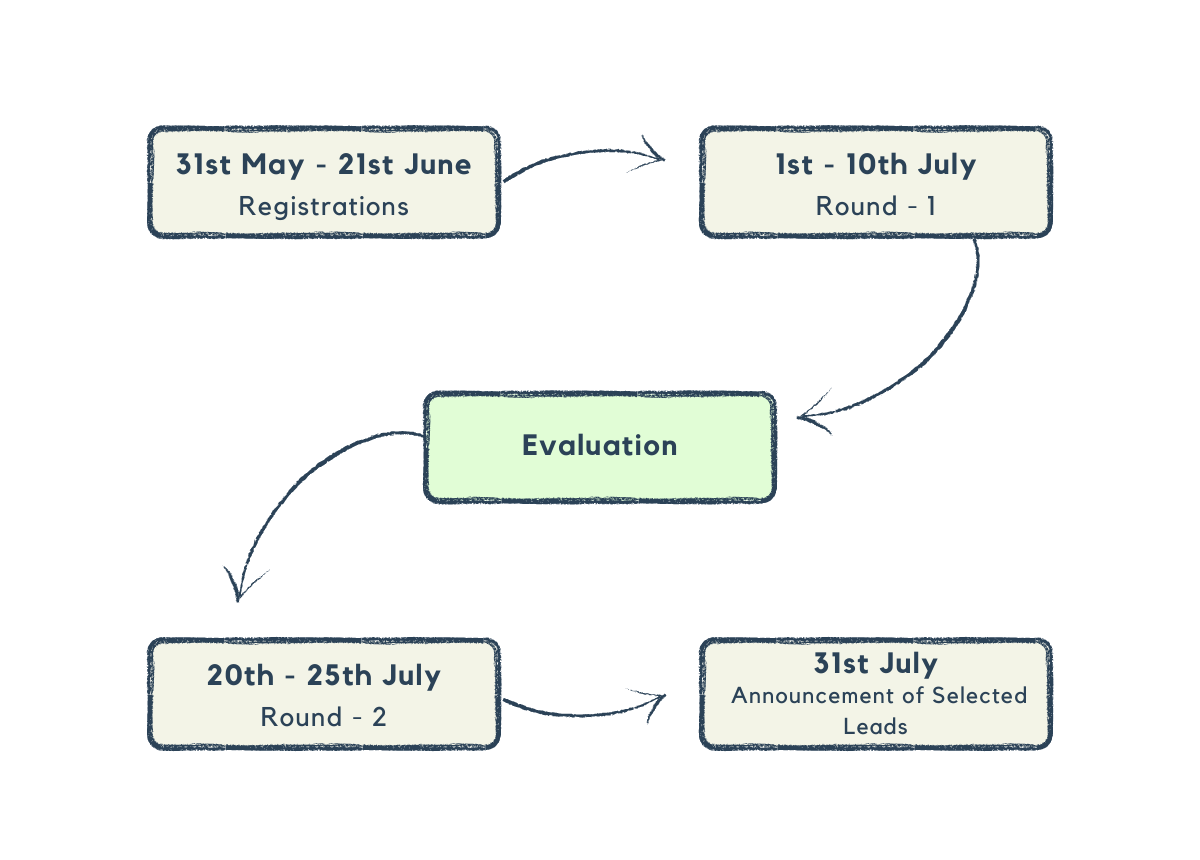 31st May - 21st June
Registrations
1st - 10th July
Round - 1
Evaluation
20th - 25th July
Round - 2
31st July
Announcement of Selected
Leads